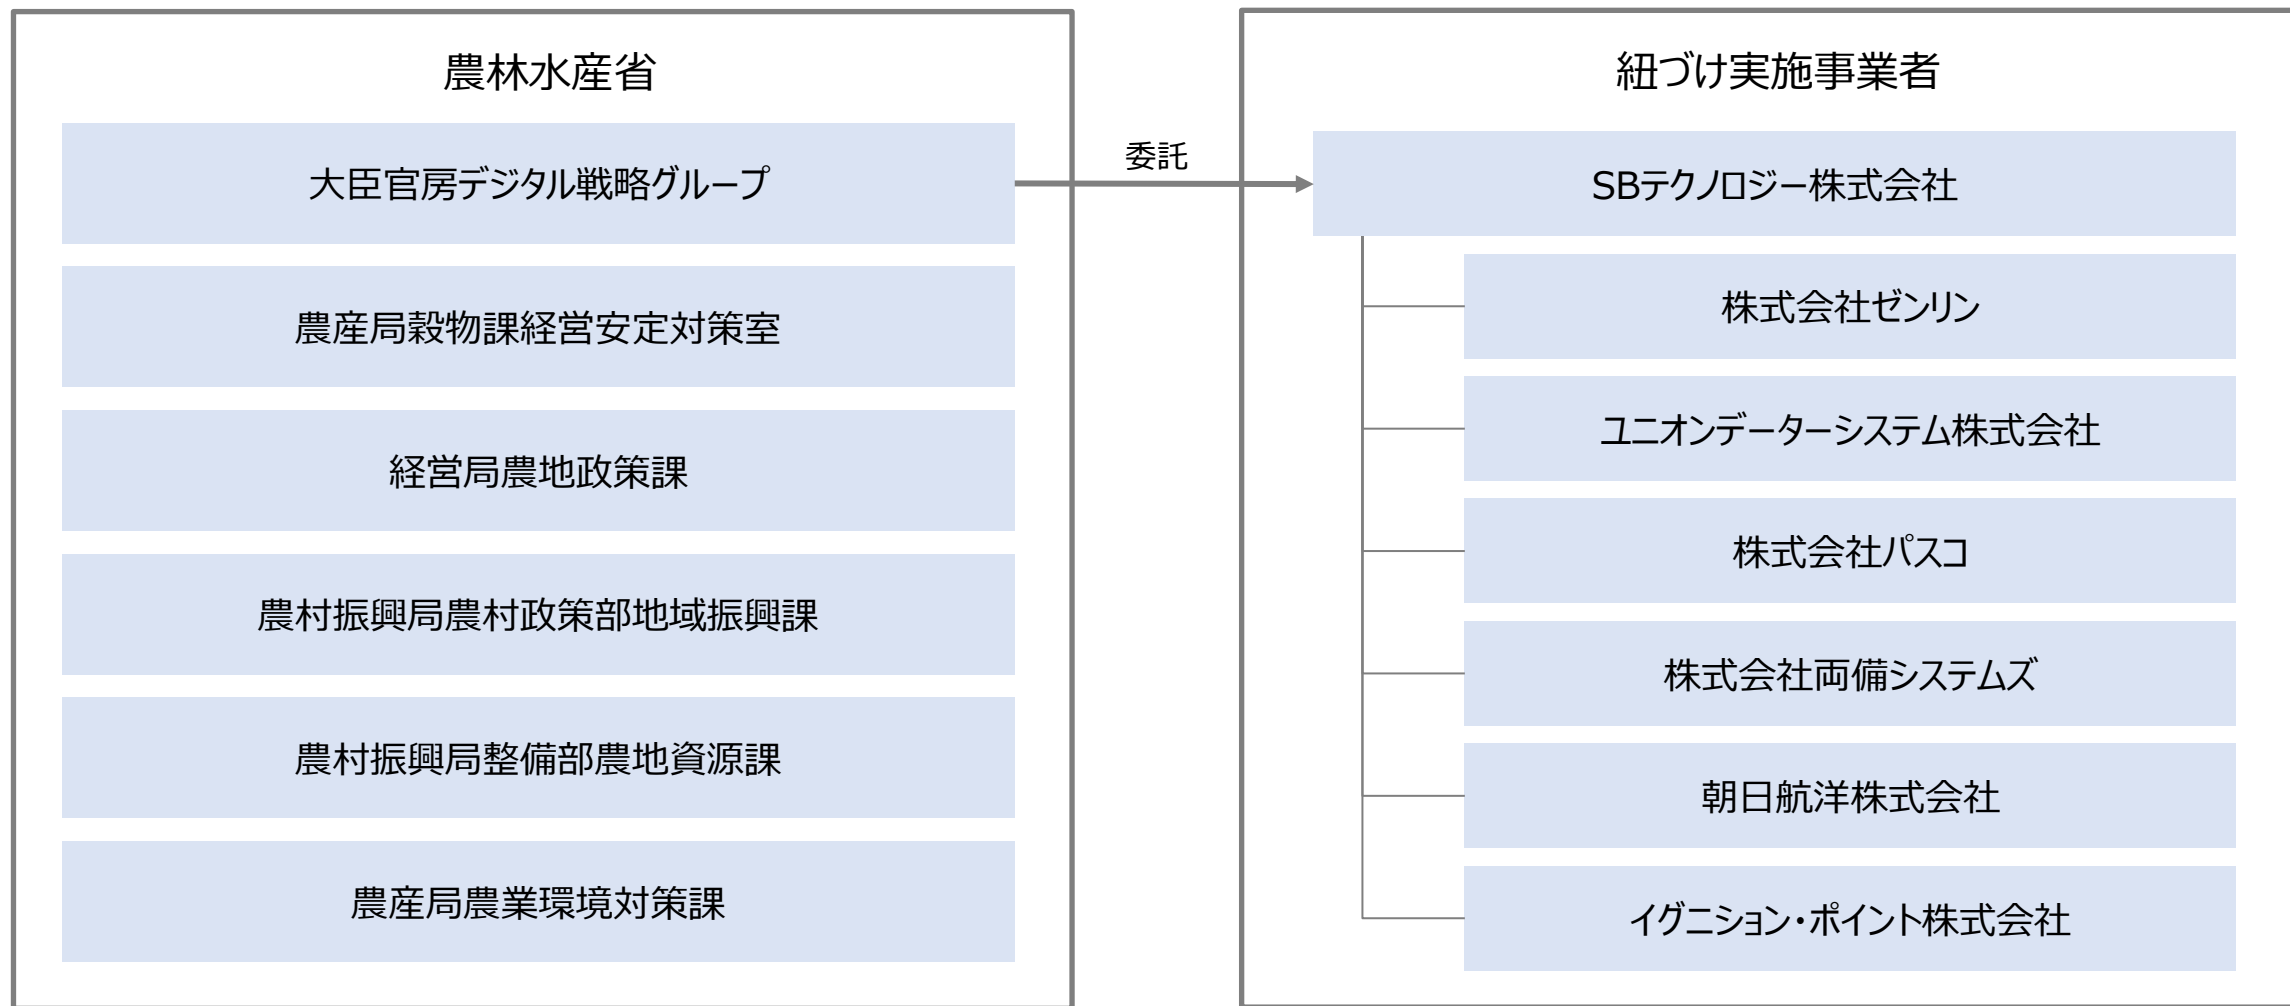 農林水産省
大臣官房デジタル戦略グループ
農産局穀物課経営安定対策室
経営局農地政策課
農村振興局農村政策部地域振興課
農村振興局整備部農地資源課
農産局農業環境対策課
委託
紐づけ実施事業者
SBテクノロジー株式会社
株式会社ゼンリン
ユニオンデーターシステム株式会社
株式会社パスコ
株式会社両備システムズ
朝日航洋株式会社
イグニション・ポイント株式会社